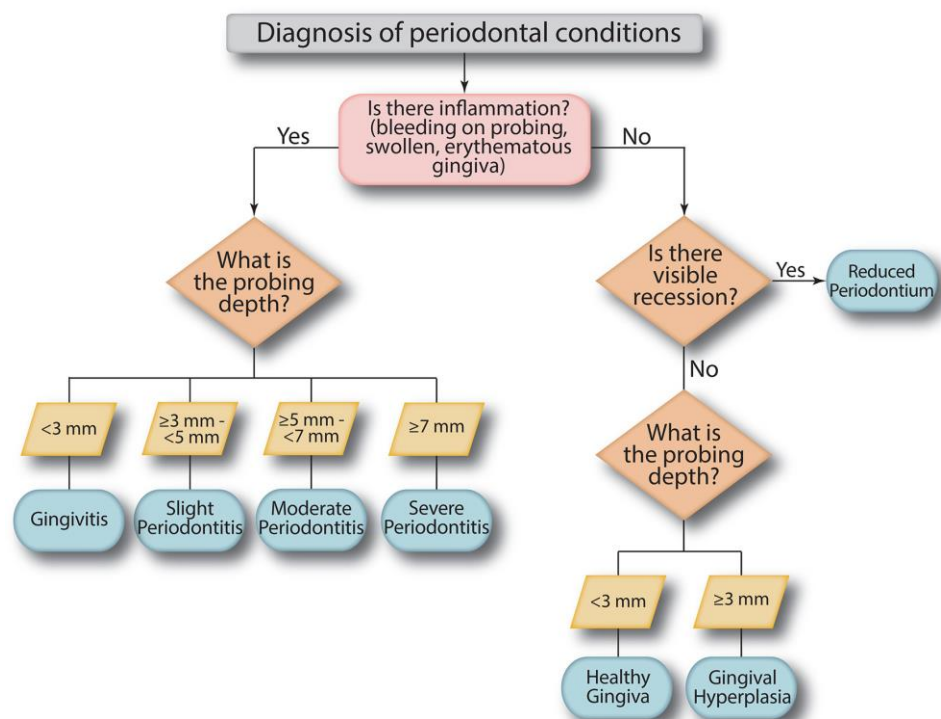 Diagnosis of periodontal conditions
Is there inflammation?
(bleeding on probing,
swollen, erythematous
gingiva)
Yes
No
What is
the probing
depth?
Is there
visible
recession?
Yes
Reduced
Periodontium
No
<3 mm
≥3 mm -
<5 mm
≥5 mm -
<7 mm
≥7 mm
What is
the probing
depth?
Gingivitis
Slight
Periodontitis
Moderate
Periodontitis
Severe
Periodontitis
<3 mm
≥3 mm
Healthy
Gingiva
Gingival
Hyperplasia